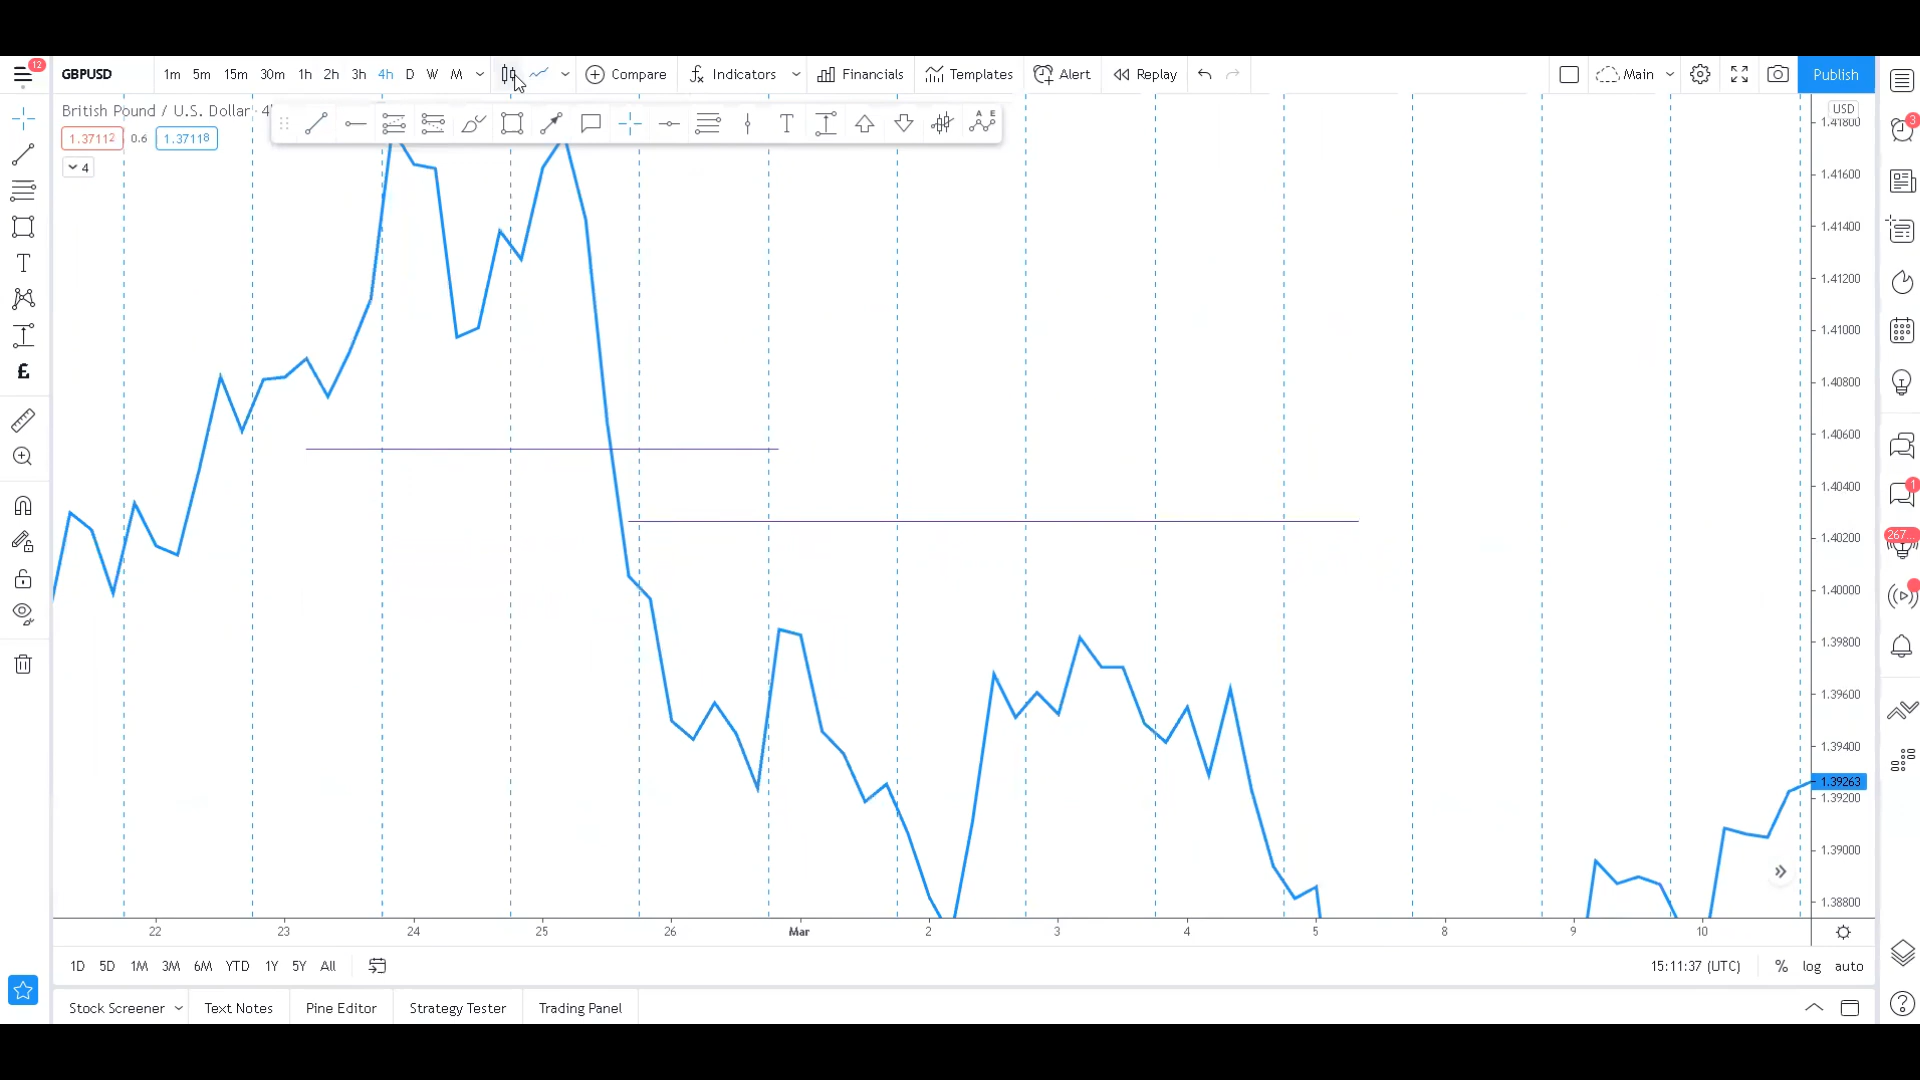 12
GBPUSD
1m 5m 15m 30m 1h 2h 3h 4h D W M
Compare
Indicators
Financials
Templates
Alert
Replay
Main
Publish
British Pound / U.S. Dollar · 4
1.37112 0.6 1.37118
4
T
A E
USD
1.41800
1.41600
1.41400
1.41200
1.41000
1.40800
1.40600
1.40400
1.40200
1.40000
1.39800
1.39600
1.39400
1.39263
1.39200
1.39000
1.38800
T
£
3
1
267...
22 23 24 25 26 Mar 2 3 4 5 8 9 10
1D 5D 1M 3M 6M YTD 1Y 5Y All
15:11:37 (UTC) % log auto
Stock Screener Text Notes Pine Editor Strategy Tester Trading Panel